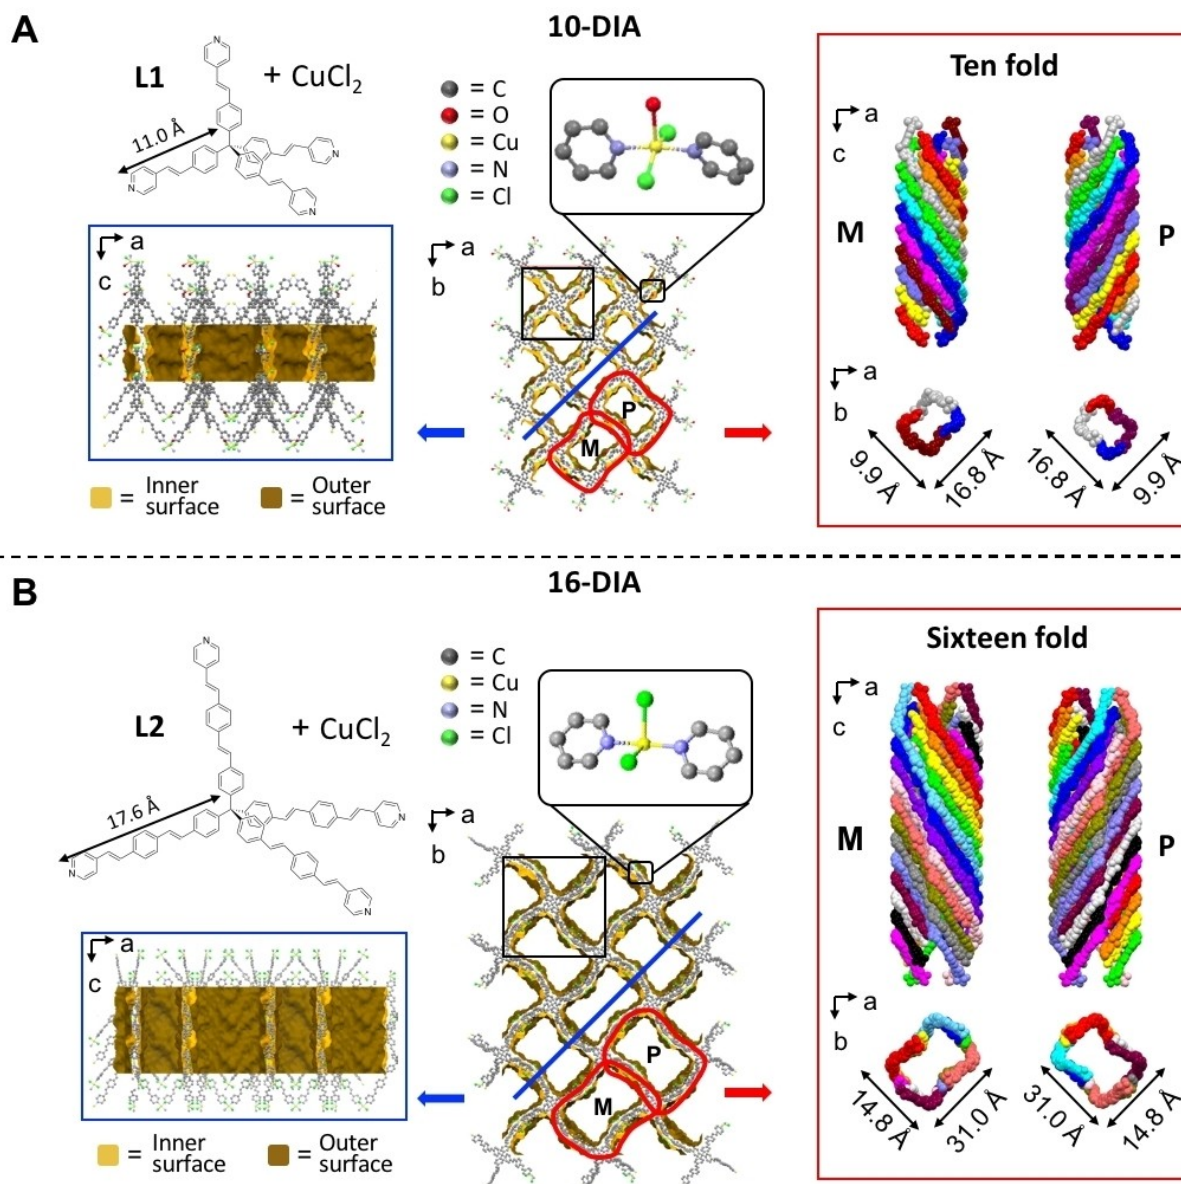 A
10-DIA
L1
+ CuCl2
N
11.0 Å
N
N
N
= C
= O
= Cu
= N
= Cl
a
c
a
b
P
M
= Inner surface
= Outer surface
Ten fold
a
c
M
P
a
b
9.9 Å
16.8 Å
16.8 Å
9.9 Å
B
16-DIA
L2
+ CuCl2
N
17.6 Å
N
N
N
= C
= Cu
= N
= Cl
a
c
a
b
P
M
= Inner surface
= Outer surface
Sixteen fold
a
c
M
P
a
b
14.8 Å
31.0 Å
31.0 Å
14.8 Å